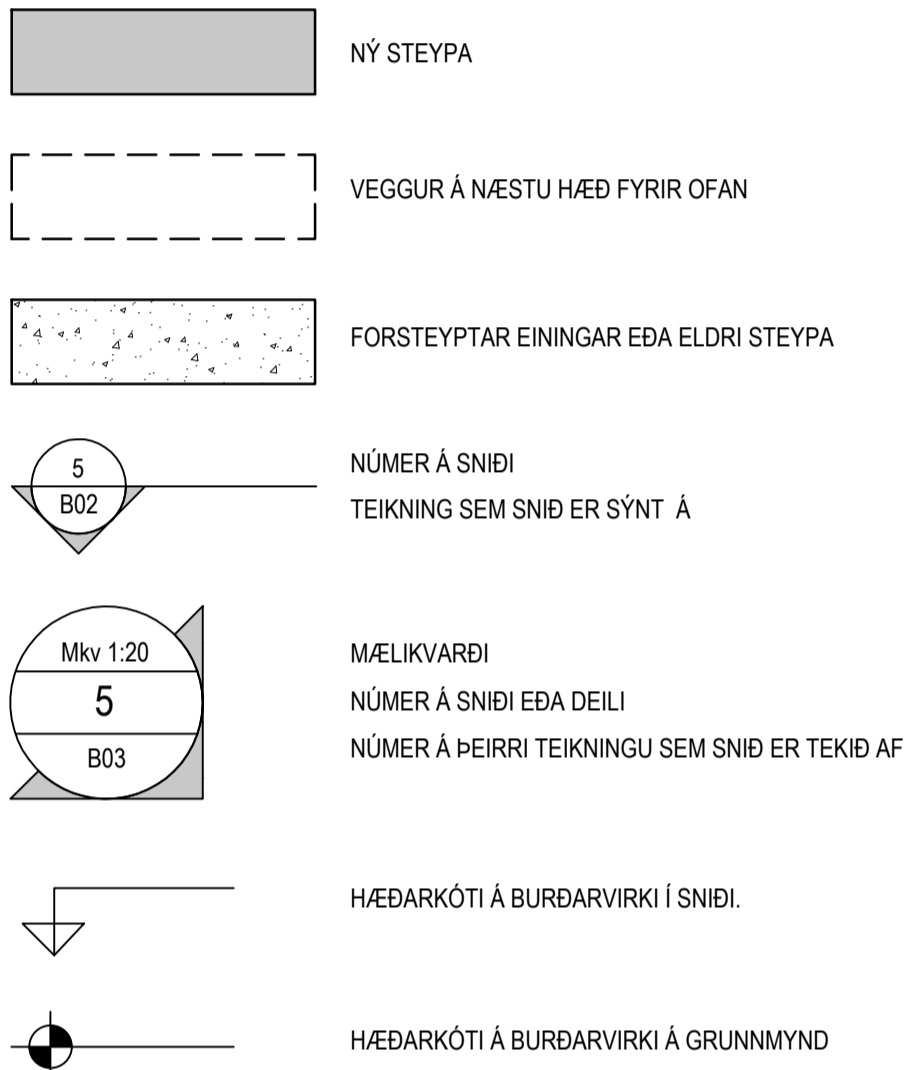 NÝ STEYPA
VEGGUR Á NÆSTU HÆÐ FYRIR OFAN
FORSTEYPTAR EININGAR EÐA ELDRI STEYPA
5
B02
NÚMER Á SNIÐI
TEIKNING SEM SNIÐ ER SÝNT Á
Mkv 1:20
5
B03
MÆLIKVARÐI
NÚMER Á SNIÐI EÐA DEILI
NÚMER Á ÞEIRRI TEIKNINGU SEM SNIÐ ER TEKIÐ AF
HÆÐARKÓTI Á BURÐARVIRKI Í SNIÐI.
HÆÐARKÓTI Á BURÐARVIRKI Á GRUNNMYND